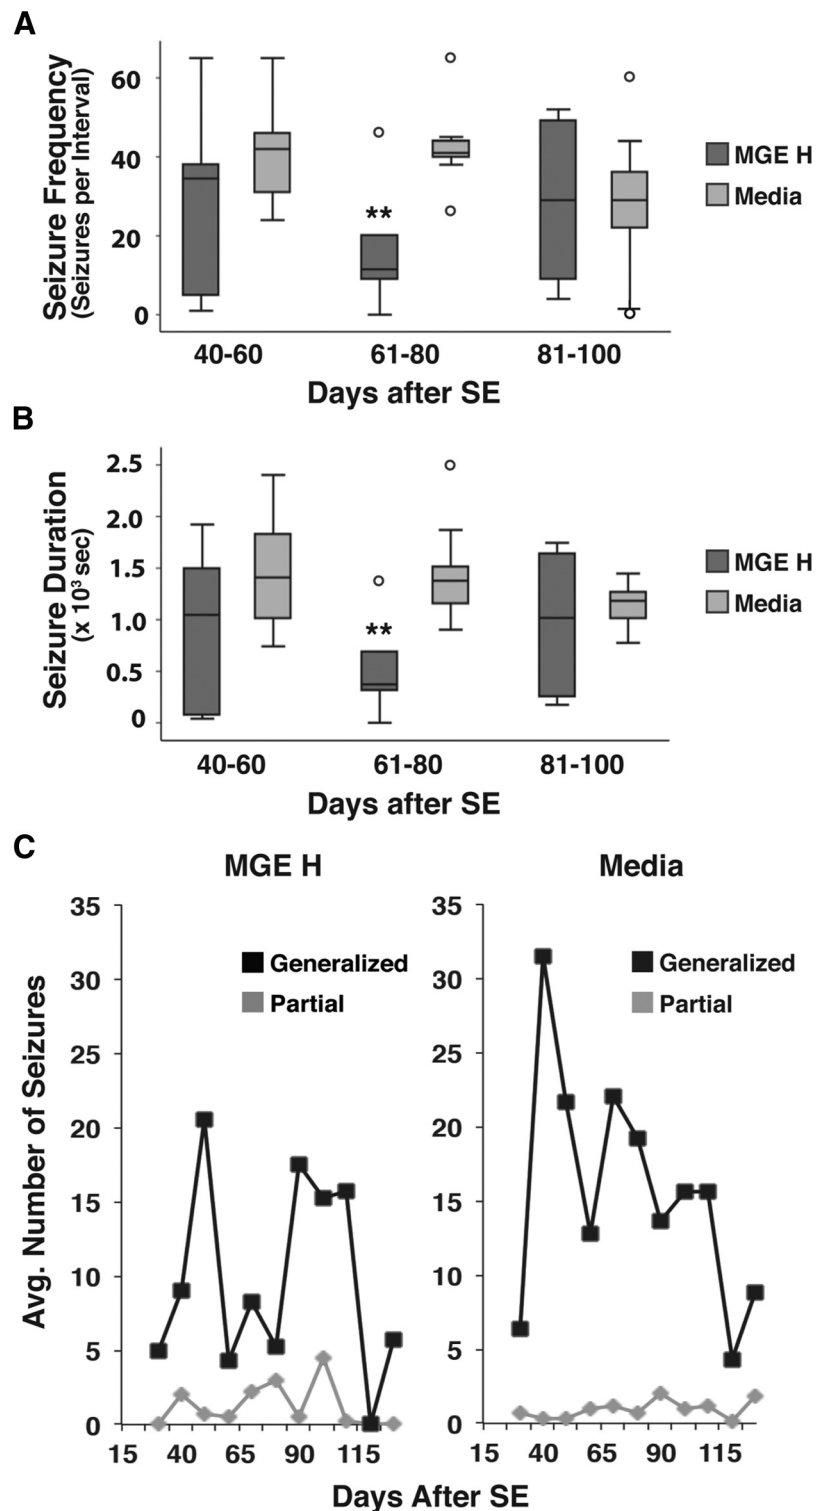 A
Seizure Frequency
(Seizures per Interval)
60
40
20
0
**
MGE H
Media
40-60
61-80
81-100
Days after SE
B
Seizure Duration
(x 10³ sec)
2.5
2.0
1.5
1.0
0.5
0
**
MGE H
Media
40-60
61-80
81-100
Days after SE
C
MGE H
Media
Avg. Number of Seizures
35
30
25
20
15
10
5
0
Generalized
Partial
15
40
65
90
115
35
30
25
20
15
10
5
0
Generalized
Partial
15
40
65
90
115
Days After SE